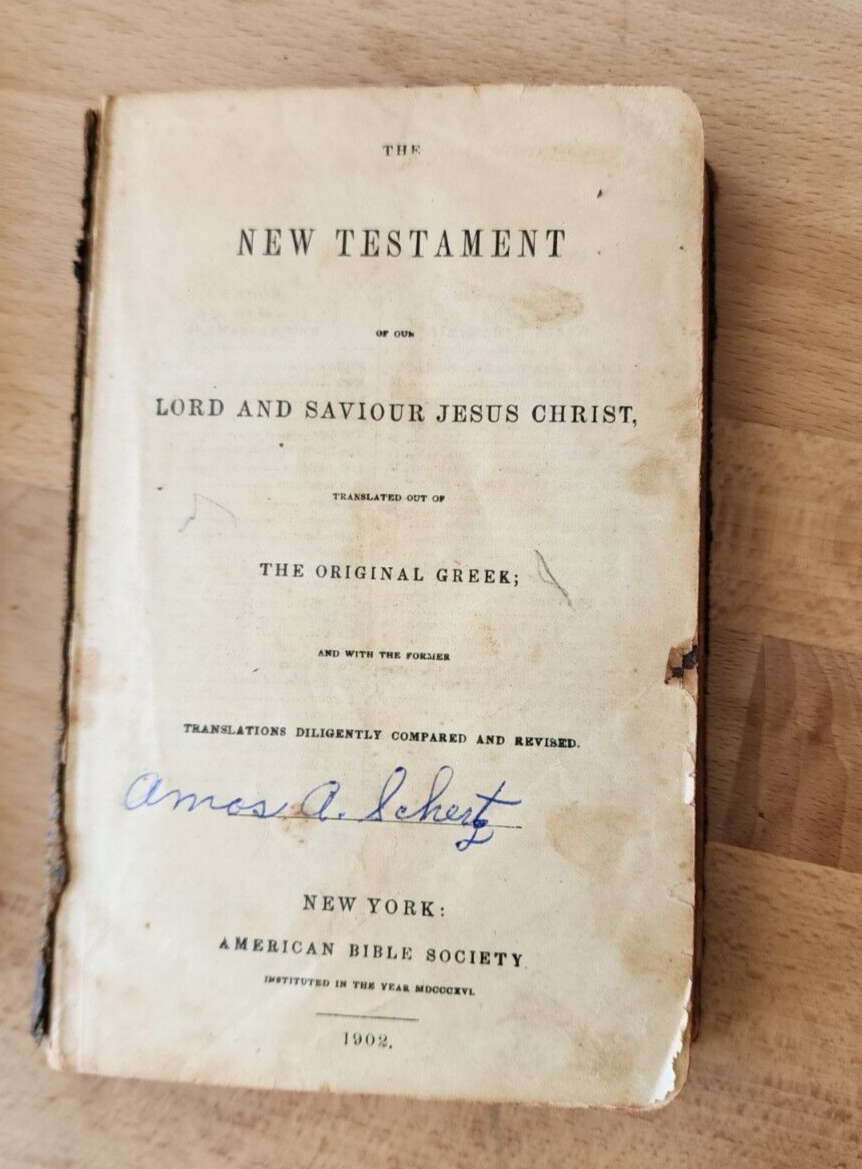 THE
NEW TESTAMENT
OF OUR
LORD AND SAVIOUR JESUS CHRIST,
TRANSLATED OUT OF
THE ORIGINAL GREEK;
AND WITH THE FORMER
TRANSLATIONS DILIGENTLY COMPARED AND REVISED.
Amos A. Schertz
NEW YORK:
AMERICAN BIBLE SOCIETY
INSTITUTED IN THE YEAR MDCCCXVI.
1902.